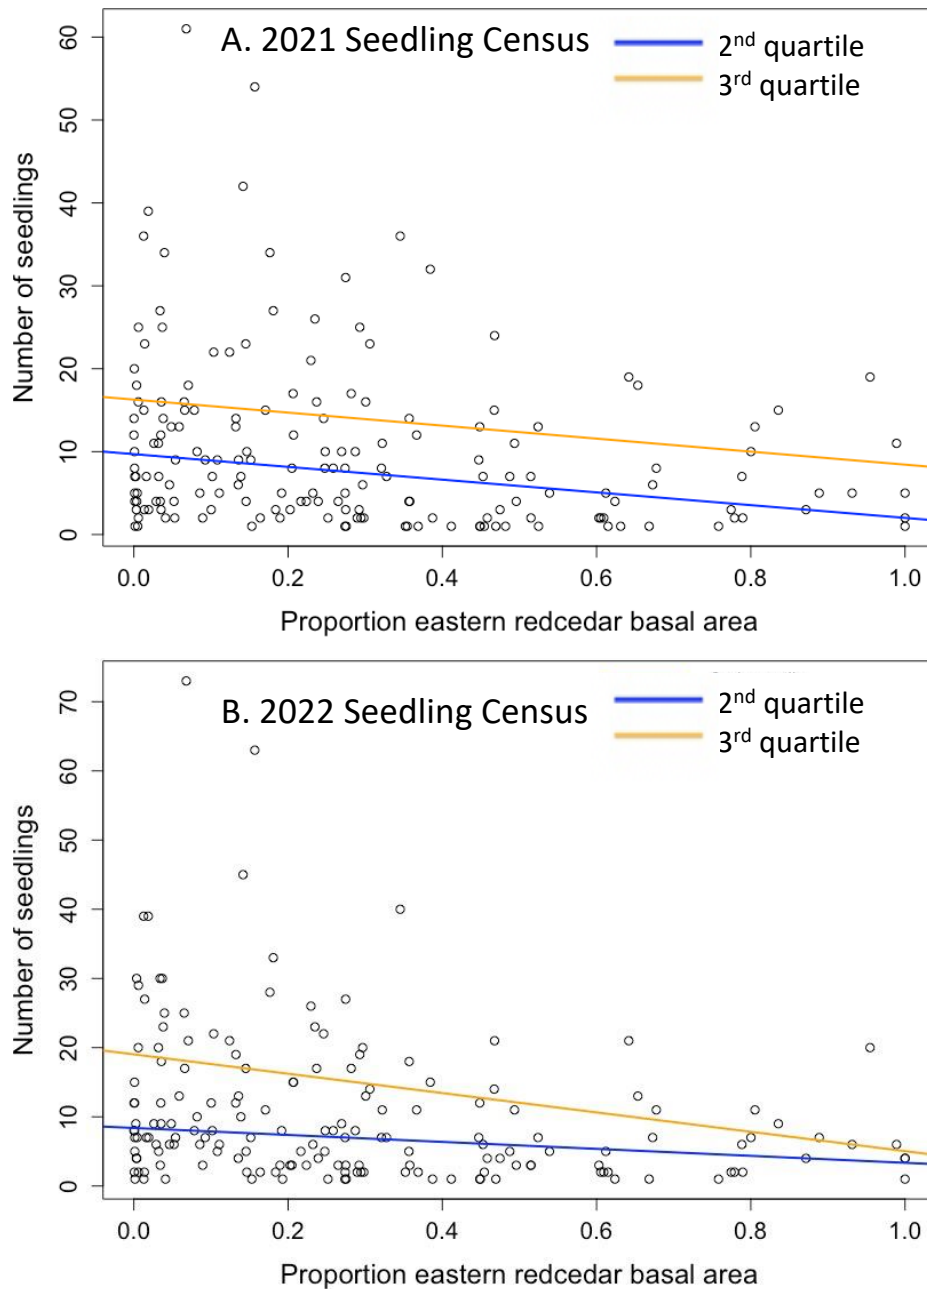 A. 2021 Seedling Census
2nd quartile
3rd quartile
Number of seedlings
60
50
40
30
20
10
0
0.0 0.2 0.4 0.6 0.8 1.0
Proportion eastern redcedar basal area
B. 2022 Seedling Census
2nd quartile
3rd quartile
Number of seedlings
70
60
50
40
30
20
10
0
0.0 0.2 0.4 0.6 0.8 1.0
Proportion eastern redcedar basal area